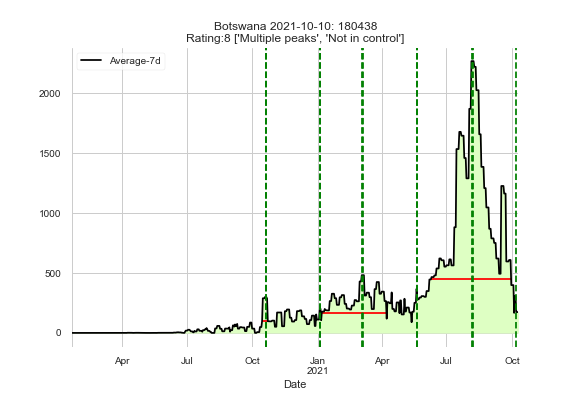 Botswana 2021-10-10: 180438
Rating:8 ['Multiple peaks', 'Not in control']
Average-7d
2000
1500
1000
500
0
Apr
Jul
Oct
Jan
2021
Apr
Jul
Oct
Date